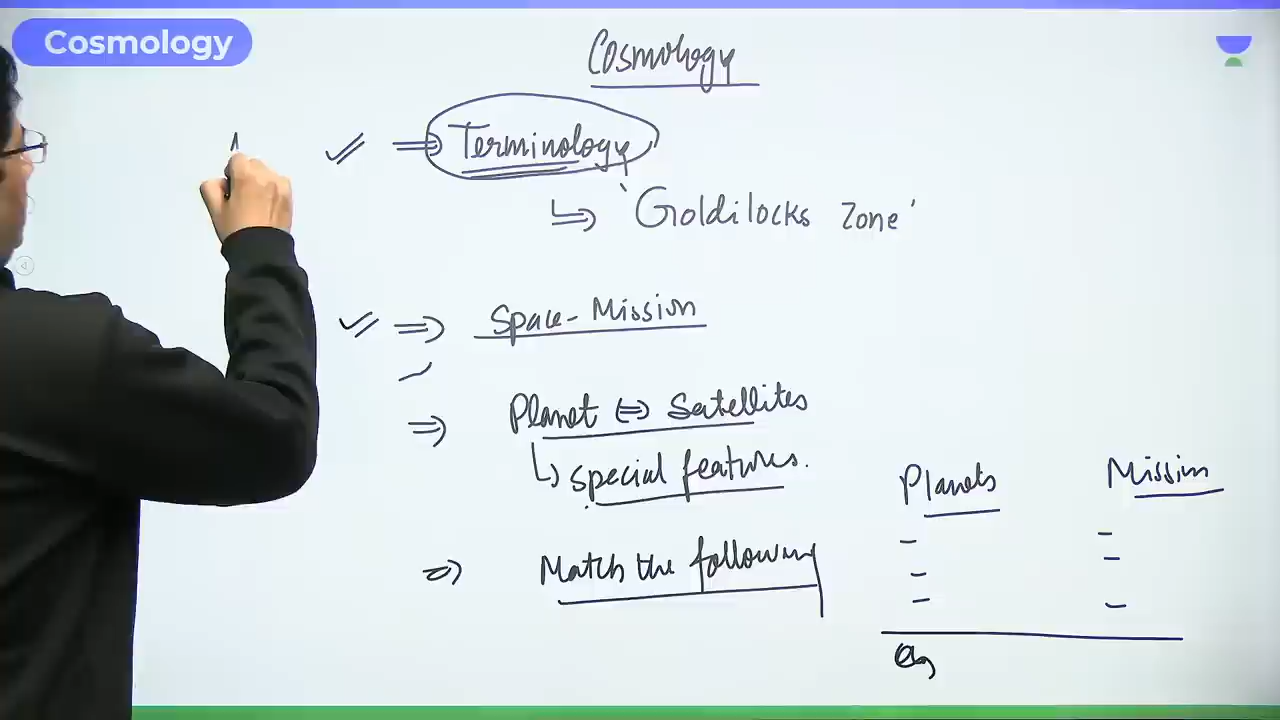 Cosmology
Cosmology
Terminology
'Goldilocks Zone'
Space-Mission
Planet ⇔ Satellites
special features.
Planets Mission
Match the following